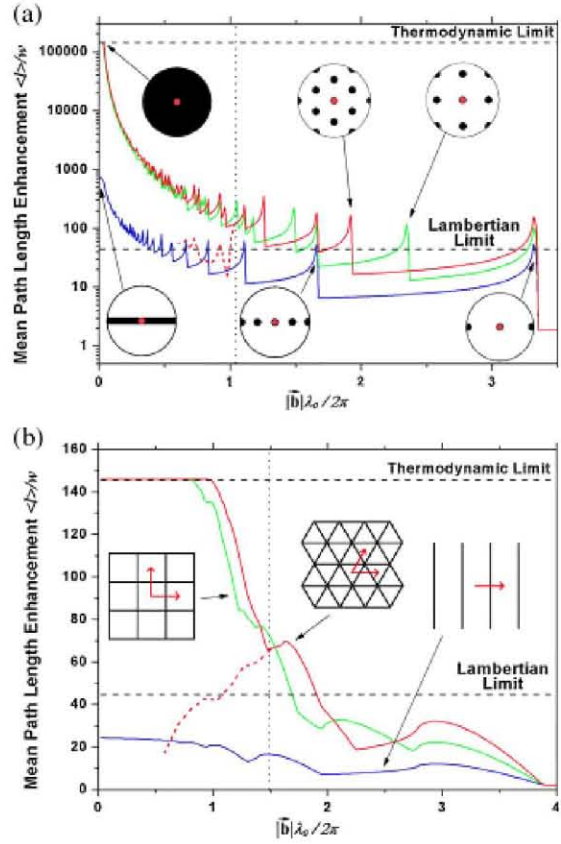 (a)
Thermodynamic Limit
100000
10000
1000
100
10
1
Mean Path Length Enhancement <l>/w
Lambertian
Limit
0
1
2
3
|b|λ₀/2π
(b)
160
140
120
100
80
60
40
20
0
Mean Path Length Enhancement <l>/w
Thermodynamic Limit
Lambertian
Limit
0
1
2
3
4
|b|λ₀/2π